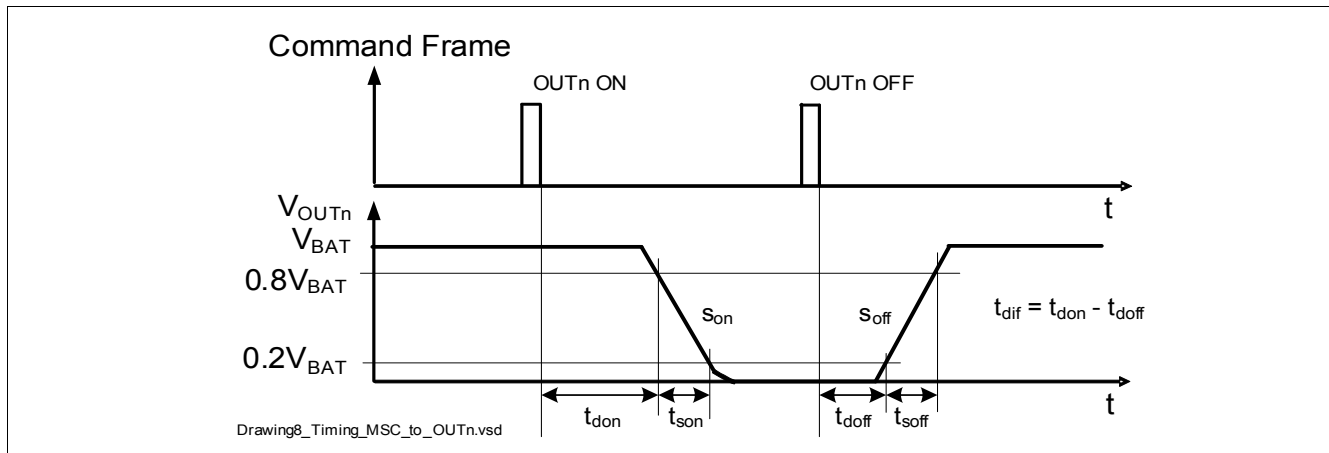 Command Frame
OUTn ON
OUTn OFF
t
VOUTn
VBAT
0.8VBAT
son
soff
tdif = tdon - tdoff
0.2VBAT
t
tdon
tson
tdoff
tsoff
Drawing8_Timing_MSC_to_OUTn.vsd